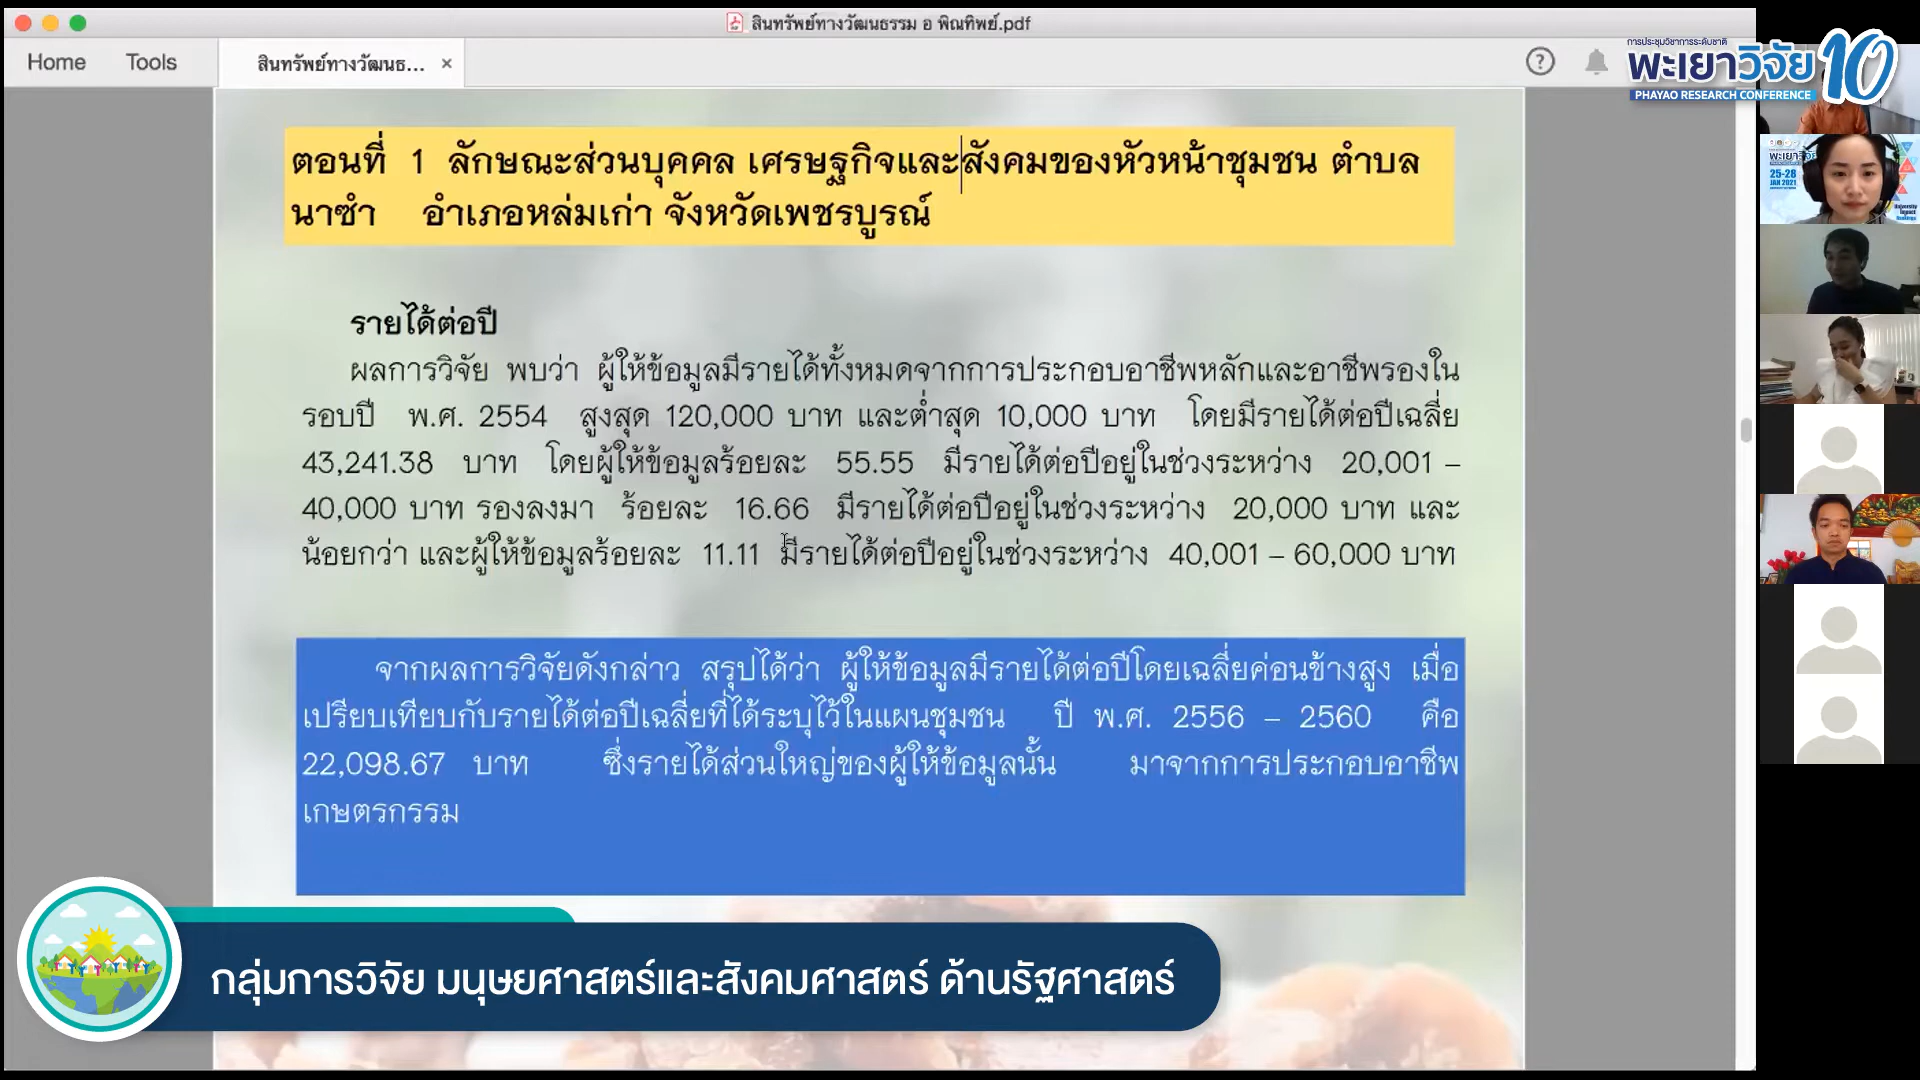 สินทรัพย์ทางวัฒนธรรม อ พิณทิพย์.pdf
Home
Tools
สินทรัพย์ทางวัฒนธ...
การประชุมวิชาการระดับชาติ
พะเยาวิจัย 10
PHAYAO RESEARCH CONFERENCE
ตอนที่ 1 ลักษณะส่วนบุคคล เศรษฐกิจและสังคมของหัวหน้าชุมชน ตำบล
นาซำ อำเภอหล่มเก่า จังหวัดเพชรบูรณ์
รายได้ต่อปี
ผลการวิจัย พบว่า ผู้ให้ข้อมูลมีรายได้ทั้งหมดจากการประกอบอาชีพหลักและอาชีพรองใน
รอบปี พ.ศ. 2554 สูงสุด 120,000 บาท และต่ำสุด 10,000 บาท โดยมีรายได้ต่อปีเฉลี่ย
43,241.38 บาท โดยผู้ให้ข้อมูลร้อยละ 55.55 มีรายได้ต่อปีอยู่ในช่วงระหว่าง 20,001 –
40,000 บาท รองลงมา ร้อยละ 16.66 มีรายได้ต่อปีอยู่ในช่วงระหว่าง 20,000 บาท และ
น้อยกว่า และผู้ให้ข้อมูลร้อยละ 11.11 มีรายได้ต่อปีอยู่ในช่วงระหว่าง 40,001 – 60,000 บาท
จากผลการวิจัยดังกล่าว สรุปได้ว่า ผู้ให้ข้อมูลมีรายได้ต่อปีโดยเฉลี่ยค่อนข้างสูง เมื่อ
เปรียบเทียบกับรายได้ต่อปีเฉลี่ยที่ได้ระบุไว้ในแผนชุมชน ปี พ.ศ. 2556 – 2560 คือ
22,098.67 บาท ซึ่งรายได้ส่วนใหญ่ของผู้ให้ข้อมูลนั้น มาจากการประกอบอาชีพ
เกษตรกรรม
กลุ่มการวิจัย มนุษยศาสตร์และสังคมศาสตร์ ด้านรัฐศาสตร์
25-28
JAN 2021